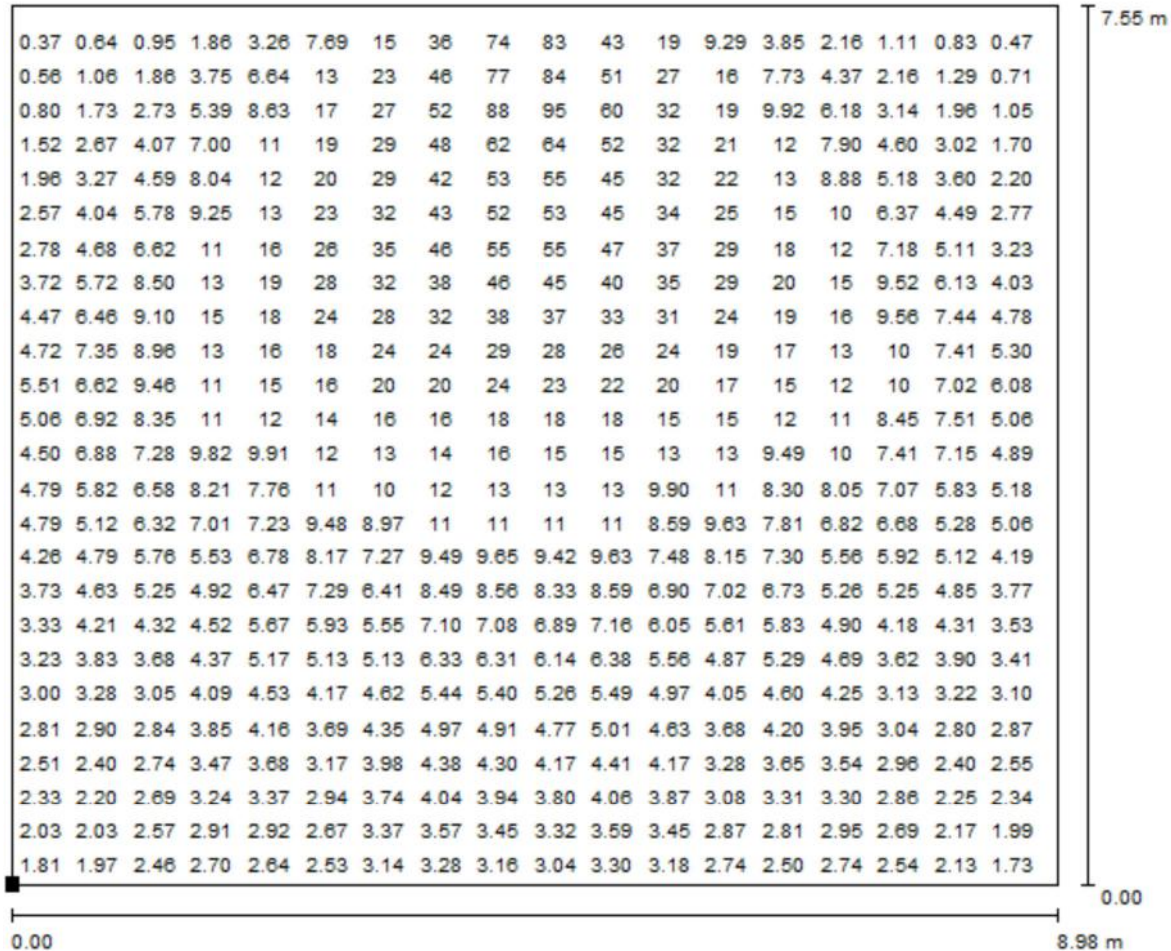 7.55 m
0.37 0.64 0.95 1.86 3.26 7.69 15 36 74 83 43 19 9.29 3.85 2.16 1.11 0.83 0.47
0.56 1.06 1.86 3.75 6.64 13 23 46 77 84 51 27 16 7.73 4.37 2.16 1.29 0.71
0.80 1.73 2.73 5.39 8.63 17 27 52 88 95 60 32 19 9.92 6.18 3.14 1.96 1.05
1.52 2.67 4.07 7.00 11 19 29 48 62 64 52 32 21 12 7.90 4.60 3.02 1.70
1.96 3.27 4.59 8.04 12 20 29 42 53 55 45 32 22 13 8.88 5.18 3.60 2.20
2.57 4.04 5.78 9.25 13 23 32 43 52 53 45 34 25 15 10 6.37 4.49 2.77
2.78 4.68 6.62 11 16 26 35 46 55 55 47 37 29 18 12 7.18 5.11 3.23
3.72 5.72 8.50 13 19 28 32 38 46 45 40 35 29 20 15 9.52 6.13 4.03
4.47 6.46 9.10 15 18 24 28 32 38 37 33 31 24 19 16 9.56 7.44 4.78
4.72 7.35 8.96 13 16 18 24 24 29 28 26 24 19 17 13 10 7.41 5.30
5.51 6.62 9.46 11 15 16 20 20 24 23 22 20 17 15 12 10 7.02 6.08
5.06 6.92 8.35 11 12 14 16 16 18 18 18 15 15 12 11 8.45 7.51 5.06
4.50 6.88 7.28 9.82 9.91 12 13 14 16 15 15 13 13 9.49 10 7.41 7.15 4.89
4.79 5.82 6.58 8.21 7.76 11 10 12 13 13 13 9.90 11 8.30 8.05 7.07 5.83 5.18
4.79 5.12 6.32 7.01 7.23 9.48 8.97 11 11 11 11 8.59 9.63 7.81 6.82 6.68 5.28 5.06
4.26 4.79 5.76 5.53 6.78 8.17 7.27 9.49 9.65 9.42 9.63 7.48 8.15 7.30 5.56 5.92 5.12 4.19
3.73 4.63 5.25 4.92 6.47 7.29 6.41 8.49 8.56 8.33 8.59 6.90 7.02 6.73 5.26 5.25 4.85 3.77
3.33 4.21 4.32 4.52 5.67 5.93 5.55 7.10 7.08 6.89 7.16 6.05 5.61 5.83 4.90 4.18 4.31 3.53
3.23 3.83 3.68 4.37 5.17 5.13 5.13 6.33 6.31 6.14 6.38 5.56 4.87 5.29 4.69 3.62 3.90 3.41
3.00 3.28 3.05 4.09 4.53 4.17 4.62 5.44 5.40 5.26 5.49 4.97 4.05 4.60 4.25 3.13 3.22 3.10
2.81 2.90 2.84 3.85 4.16 3.69 4.35 4.97 4.91 4.77 5.01 4.63 3.68 4.20 3.95 3.04 2.80 2.87
2.51 2.40 2.74 3.47 3.68 3.17 3.98 4.38 4.30 4.17 4.41 4.17 3.28 3.65 3.54 2.96 2.40 2.55
2.33 2.20 2.69 3.24 3.37 2.94 3.74 4.04 3.94 3.80 4.06 3.87 3.08 3.31 3.30 2.86 2.25 2.34
2.03 2.03 2.57 2.91 2.92 2.67 3.37 3.57 3.45 3.32 3.59 3.45 2.87 2.81 2.95 2.69 2.17 1.99
1.81 1.97 2.46 2.70 2.64 2.53 3.14 3.28 3.16 3.04 3.30 3.18 2.74 2.50 2.74 2.54 2.13 1.73
0.00
0.00 8.98 m